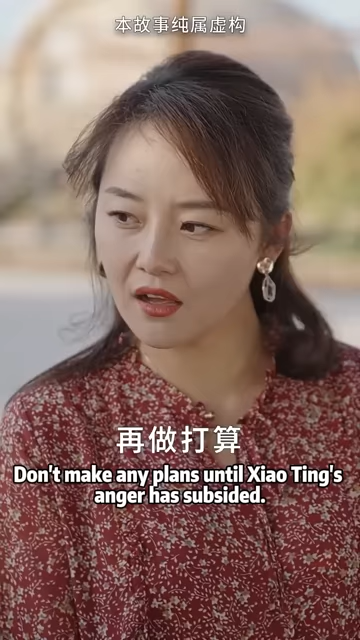 本故事纯属虚构
再做打算
Don't make any plans until Xiao Ting's
anger has subsided.